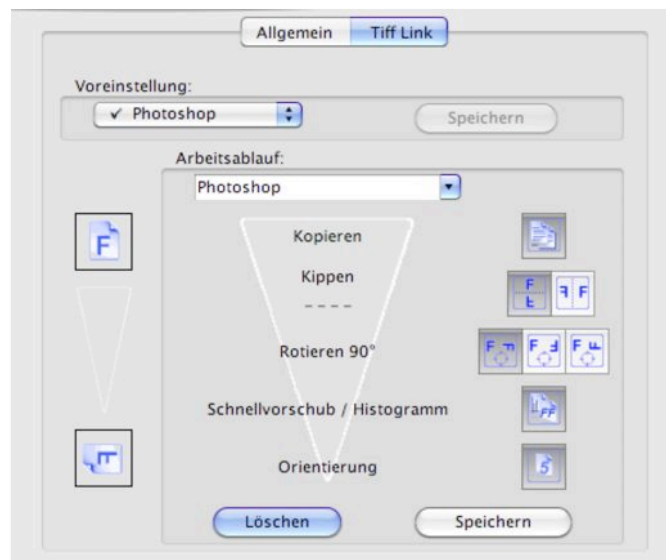 Allgemein Tiff Link
Voreinstellung:
✓ Photoshop Speichern
Arbeitsablauf:
Photoshop
Kopieren
Kippen
----
Rotieren 90°
Schnellvorschub / Histogramm
Orientierung
Löschen Speichern